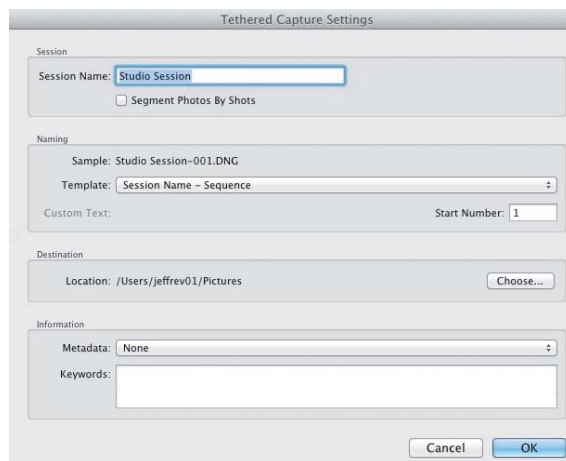 Tethered Capture Settings
Session
Session Name: Studio Session
Segment Photos By Shots
Naming
Sample: Studio Session-001.DNG
Template: Session Name - Sequence
Custom Text: Start Number: 1
Destination
Location: /Users/jeffrev01/Pictures Choose...
Information
Metadata: None
Keywords:
Cancel OK